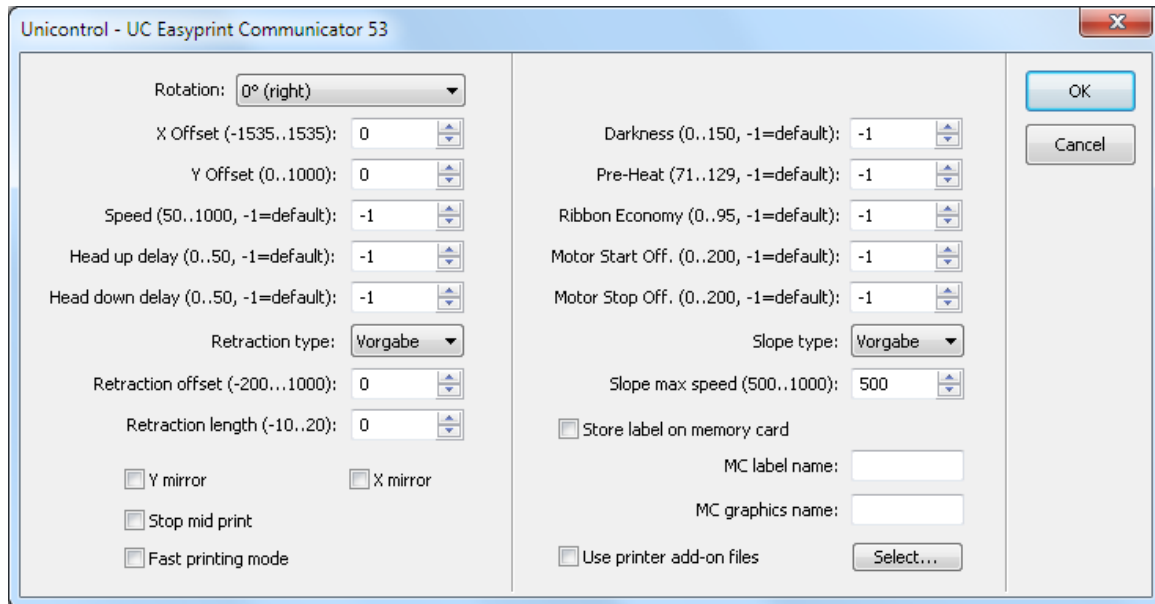 Unicontrol - UC Easyprint Communicator 53
Rotation: 0° (right)
X Offset (-1535..1535): 0
Y Offset (0..1000): 0
Speed (50..1000, -1=default): -1
Head up delay (0..50, -1=default): -1
Head down delay (0..50, -1=default): -1
Retraction type: Vorgabe
Retraction offset (-200...1000): 0
Retraction length (-10..20): 0
Y mirror X mirror
Stop mid print
Fast printing mode
Darkness (0..150, -1=default): -1
Pre-Heat (71..129, -1=default): -1
Ribbon Economy (0..95, -1=default): -1
Motor Start Off. (0..200, -1=default): -1
Motor Stop Off. (0..200, -1=default): -1
Slope type: Vorgabe
Slope max speed (500..1000): 500
Store label on memory card
MC label name:
MC graphics name:
Use printer add-on files Select...
OK
Cancel